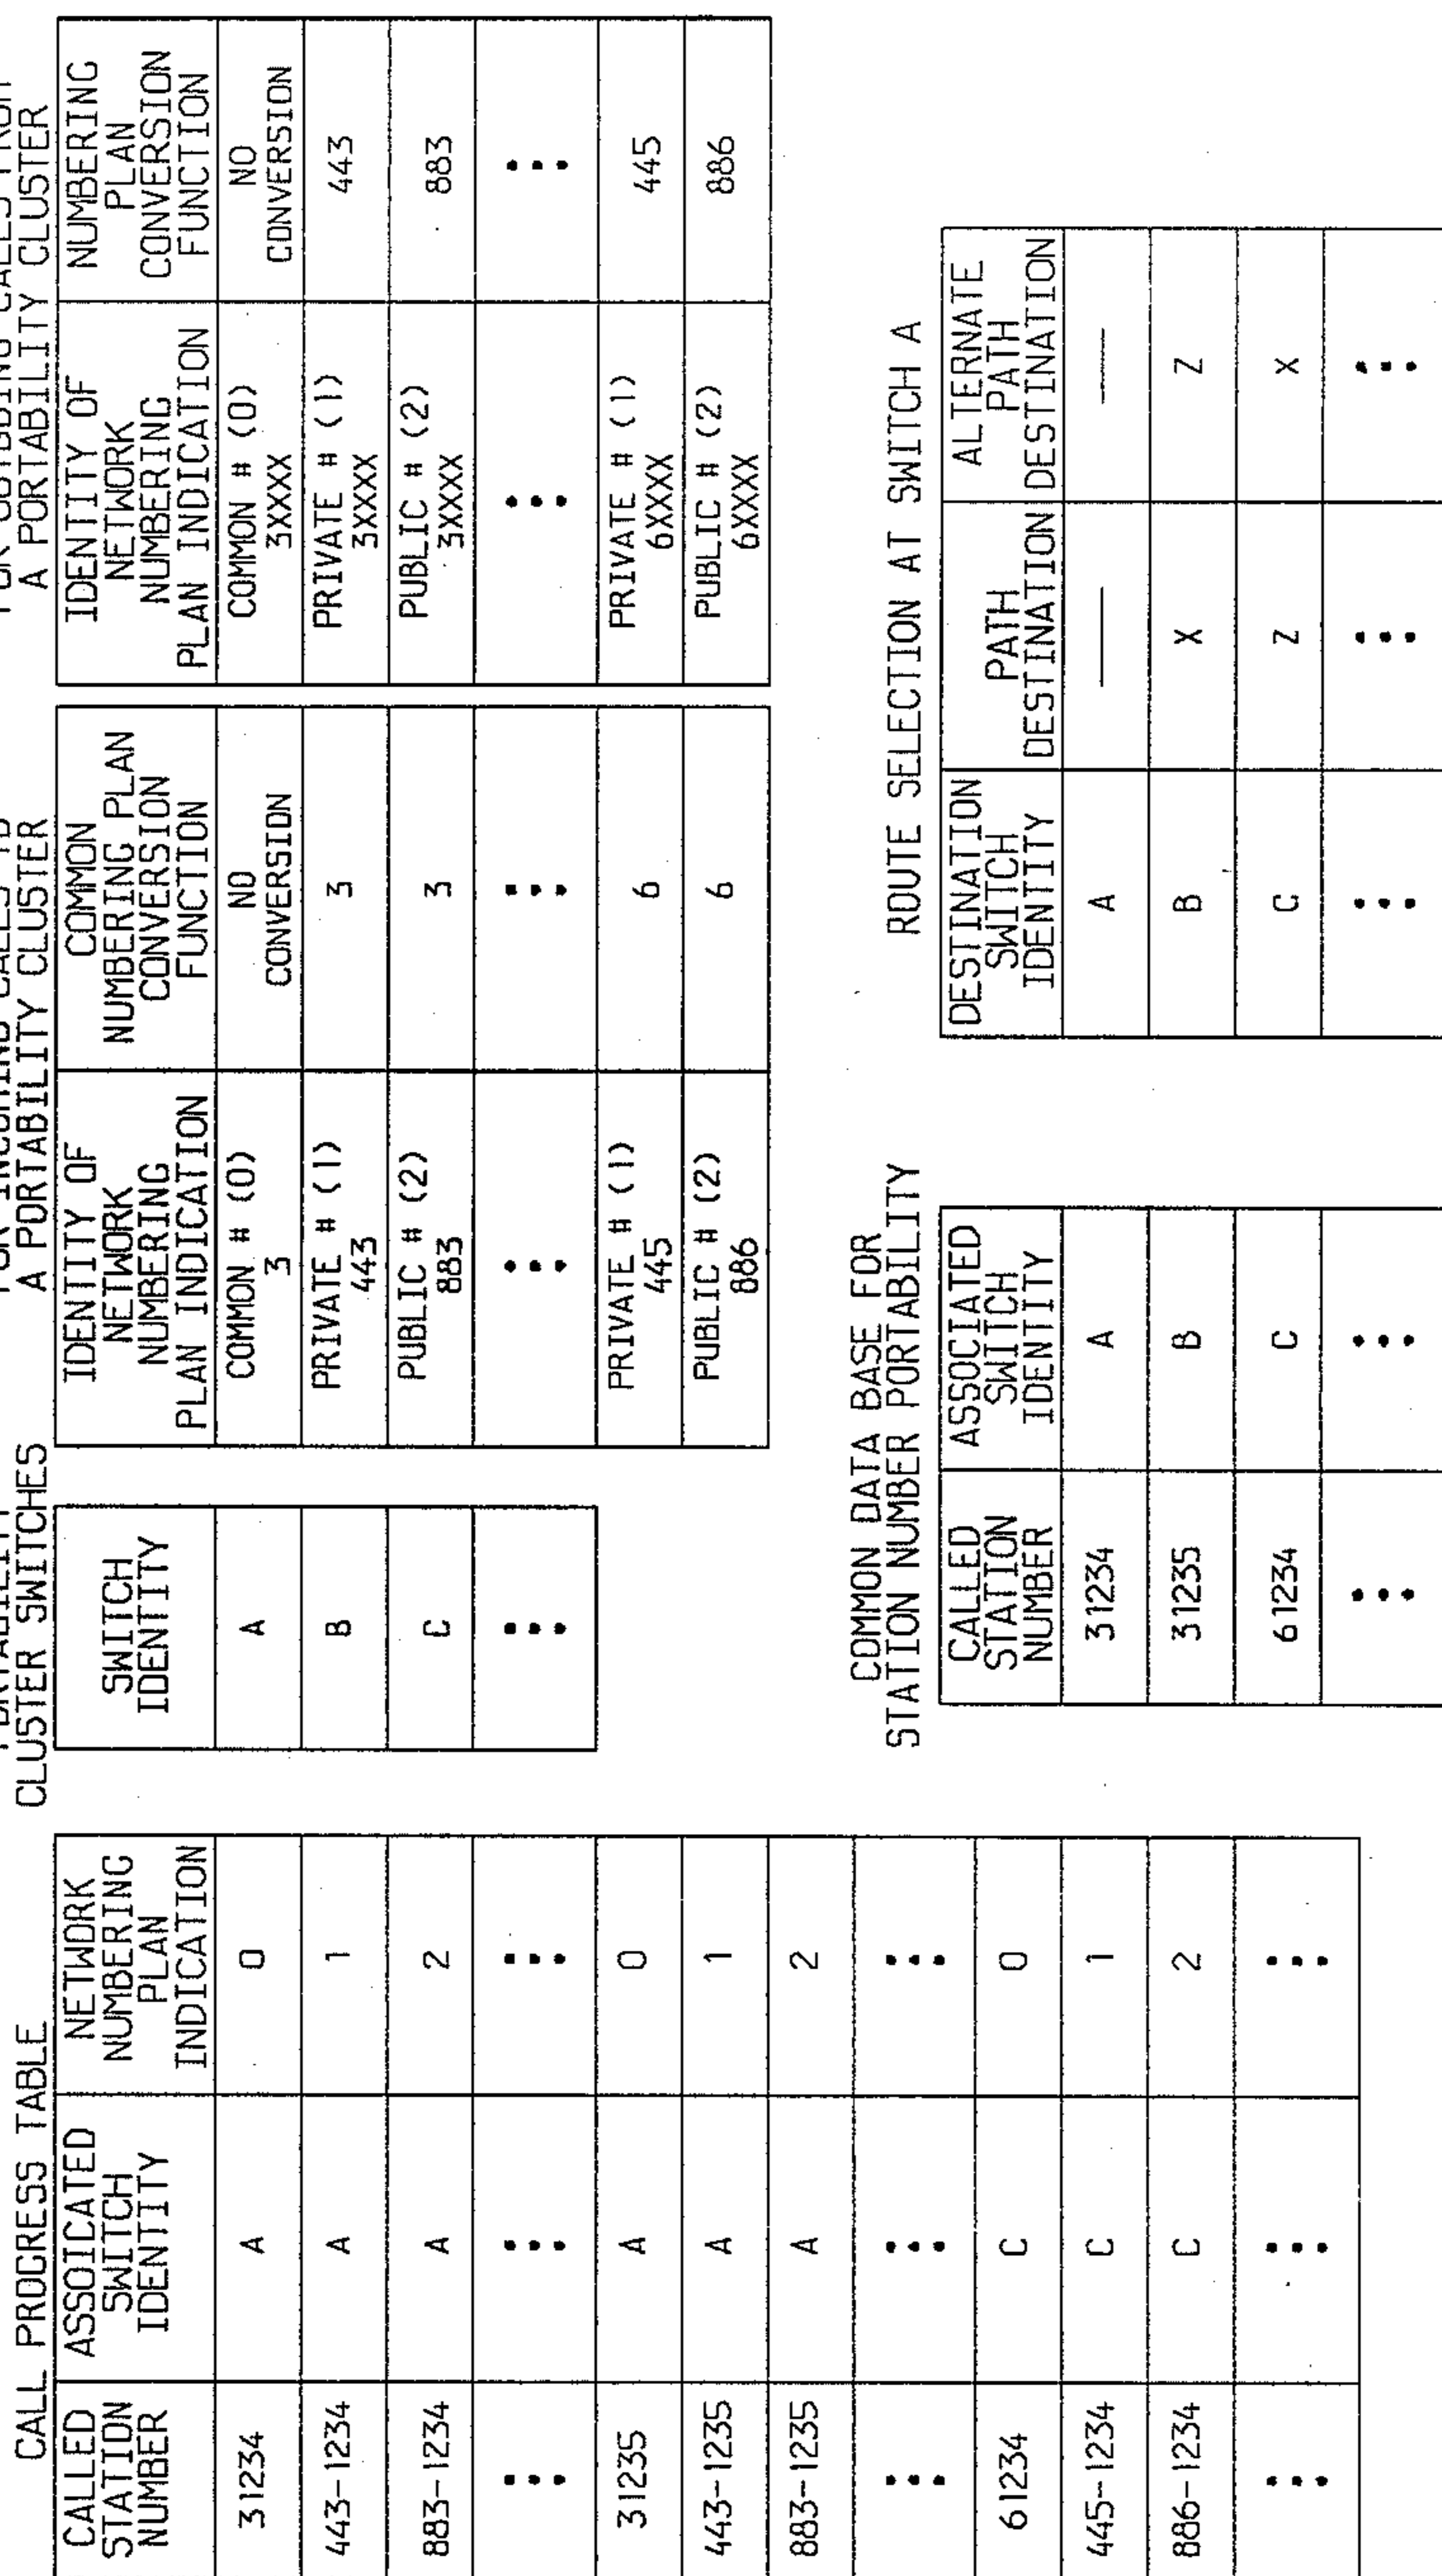 CALL PROGRESS TABLE
CALLED ASSOICATED NETWORK
STATION SWITCH NUMBERING
NUMBER IDENTITY PLAN
INDICATION
31234 A 0
443-1234 A 1
883-1234 A 2
31235 A 0
443-1235 A 1
883-1235 A 2
61234 C 0
445-1234 C 1
886-1234 C 2
CLUSTER SWITCHES
SWITCH
IDENTITY
A
B
C
A PORTABILITY CLUSTER
IDENTITY OF COMMON
NETWORK NUMBERING PLAN
NUMBERING CONVERSION
PLAN INDICATION FUNCTION
COMMON # (0) NO
3 CONVERSION
PRIVATE # (1) 3
443
PUBLIC # (2) 3
883
PRIVATE # (1) 6
445
PUBLIC # (2) 6
886
A PORTABILITY CLUSTER
IDENTITY OF NUMBERING
NETWORK PLAN
NUMBERING CONVERSION
PLAN INDICATION FUNCTION
COMMON # (0) NO
3XXXX CONVERSION
PRIVATE # (1) 443
3XXXX
PUBLIC # (2) 883
3XXXX
PRIVATE # (1) 445
6XXXX
PUBLIC # (2) 886
6XXXX
COMMON DATA BASE FOR
STATION NUMBER PORTABILITY
CALLED ASSOCIATED
STATION SWITCH
NUMBER IDENTITY
31234 A
31235 B
61234 C
ROUTE SELECTION AT SWITCH A
DESTINATION PATH ALTERNATE
SWITCH DESTINATION PATH
IDENTITY DESTINATION
A — —
B X Z
C Z X